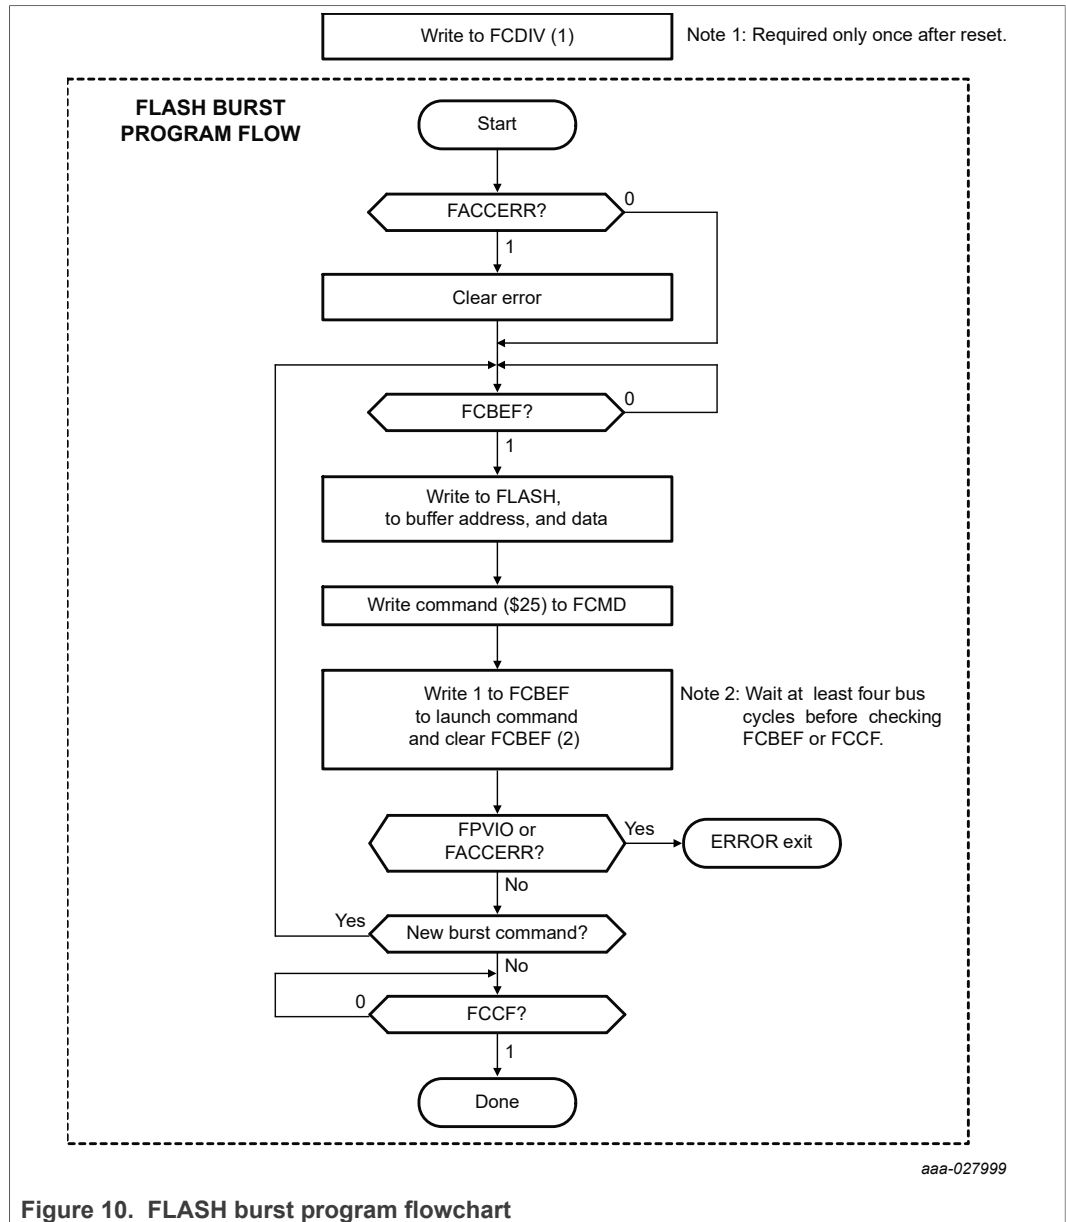 Write to FCDIV (1)
Note 1: Required only once after reset.
FLASH BURST
PROGRAM FLOW
Start
FACCERR?
0
1
Clear error
FCBEF?
0
1
Write to FLASH,
to buffer address, and data
Write command ($25) to FCMD
Write 1 to FCBEF
to launch command
and clear FCBEF (2)
Note 2: Wait at least four bus
cycles before checking
FCBEF or FCCF.
FPVIO or
FACCERR?
Yes
ERROR exit
No
Yes
New burst command?
No
0
FCCF?
1
Done
aaa-027999
Figure 10. FLASH burst program flowchart